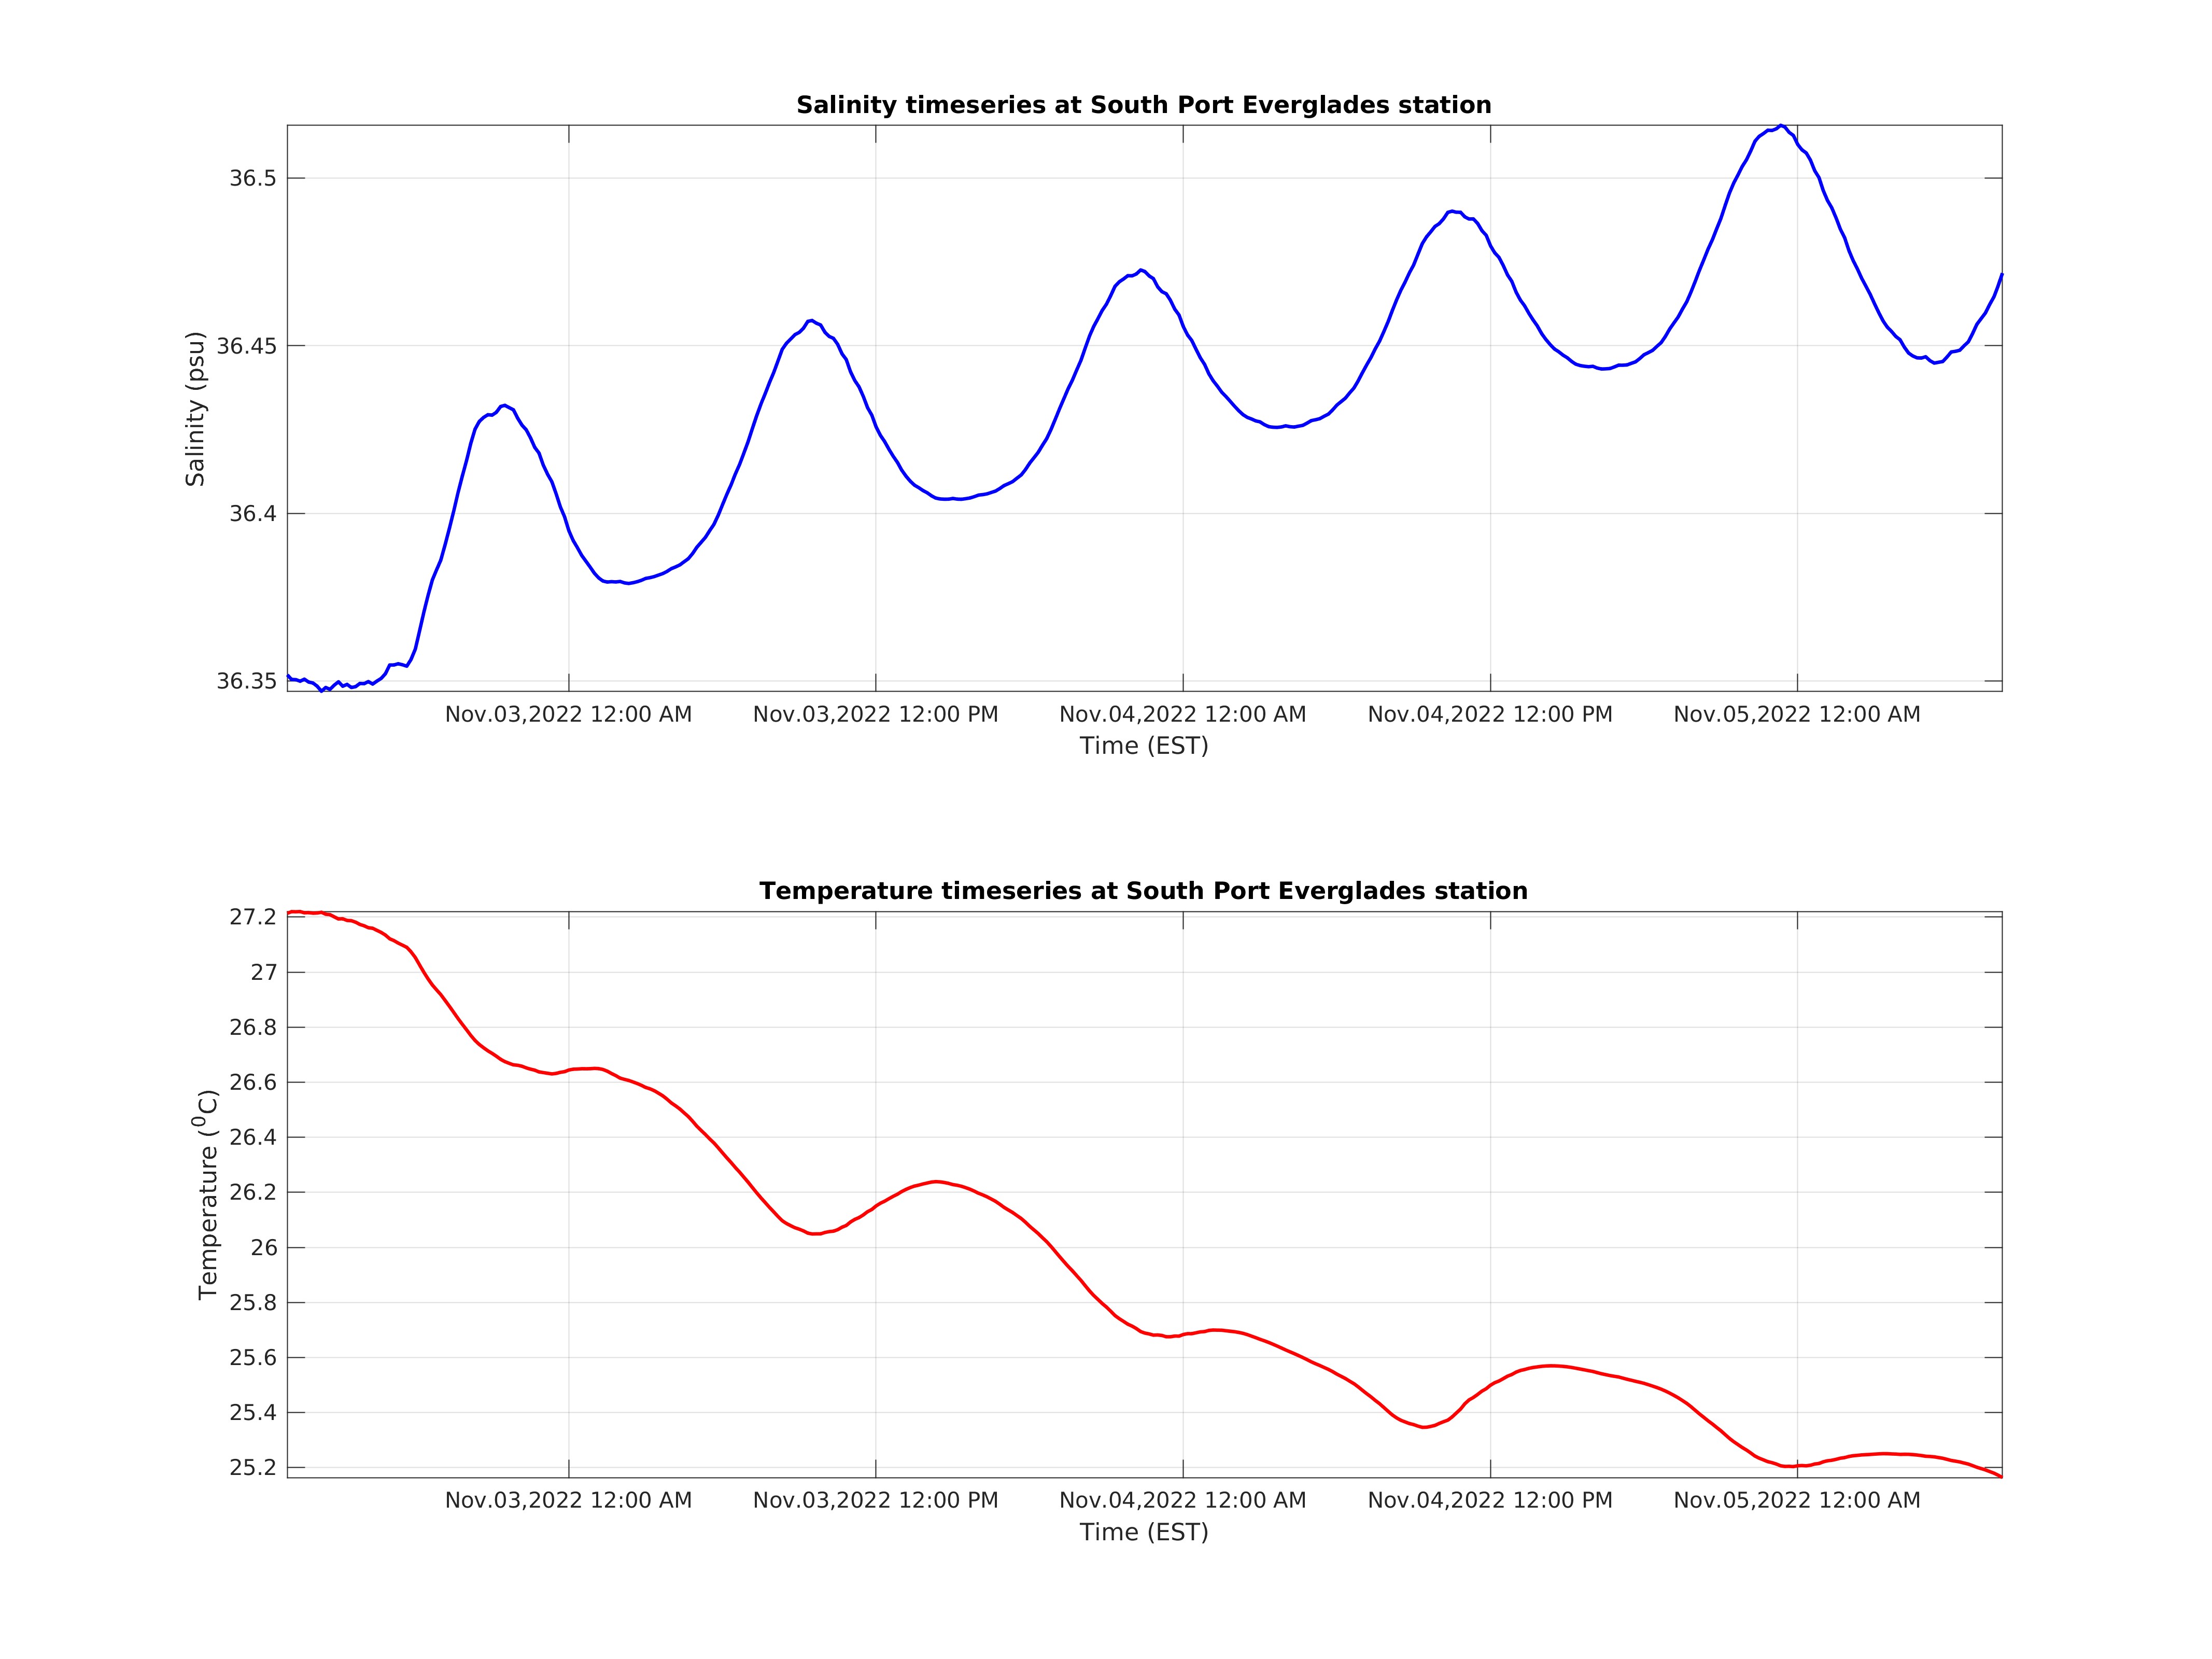 Salinity timeseries at South Port Everglades station
36.5
36.45
36.4
36.35
Salinity (psu)
Nov.03,2022 12:00 AM
Nov.03,2022 12:00 PM
Nov.04,2022 12:00 AM
Nov.04,2022 12:00 PM
Nov.05,2022 12:00 AM
Time (EST)
Temperature timeseries at South Port Everglades station
27.2
27
26.8
26.6
26.4
26.2
26
25.8
25.6
25.4
25.2
Temperature (⁰C)
Nov.03,2022 12:00 AM
Nov.03,2022 12:00 PM
Nov.04,2022 12:00 AM
Nov.04,2022 12:00 PM
Nov.05,2022 12:00 AM
Time (EST)